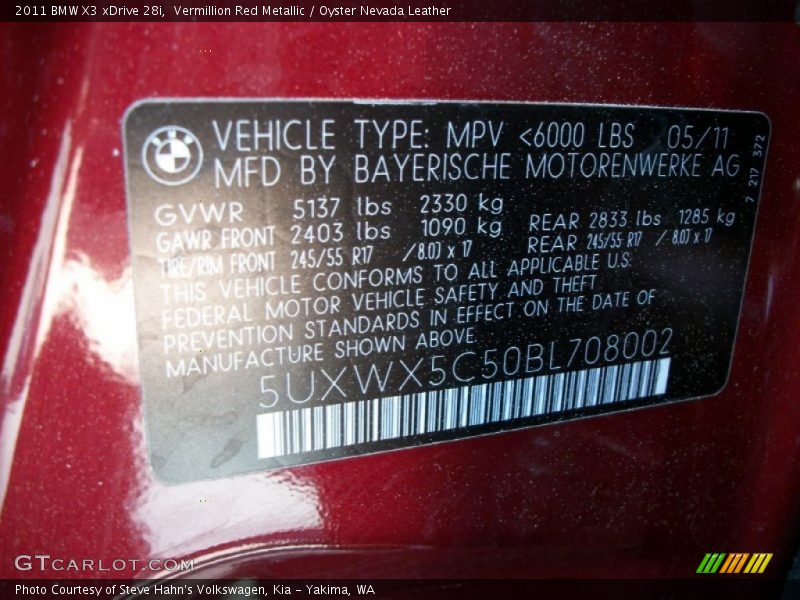 2011 BMW X3 xDrive 28i,  Vermillion Red Metallic / Oyster Nevada Leather
BMW
VEHICLE TYPE: MPV <6000 LBS 05/11
MFD BY BAYERISCHE MOTORENWERKE AG
7 217 372
GVWR 5137 lbs 2330 kg
GAWR FRONT 2403 lbs 1090 kg REAR 2833 lbs 1285 kg
TIRE/RIM FRONT 245/55 R17 / 8.0J x 17 REAR 245/55 R17 / 8.0J x 17
THIS VEHICLE CONFORMS TO ALL APPLICABLE U.S.
FEDERAL MOTOR VEHICLE SAFETY AND THEFT
PREVENTION STANDARDS IN EFFECT ON THE DATE OF
MANUFACTURE SHOWN ABOVE.
5UXWX5C50BL708002
GTCARLOT.COM
Photo Courtesy of Steve Hahn's Volkswagen, Kia – Yakima, WA